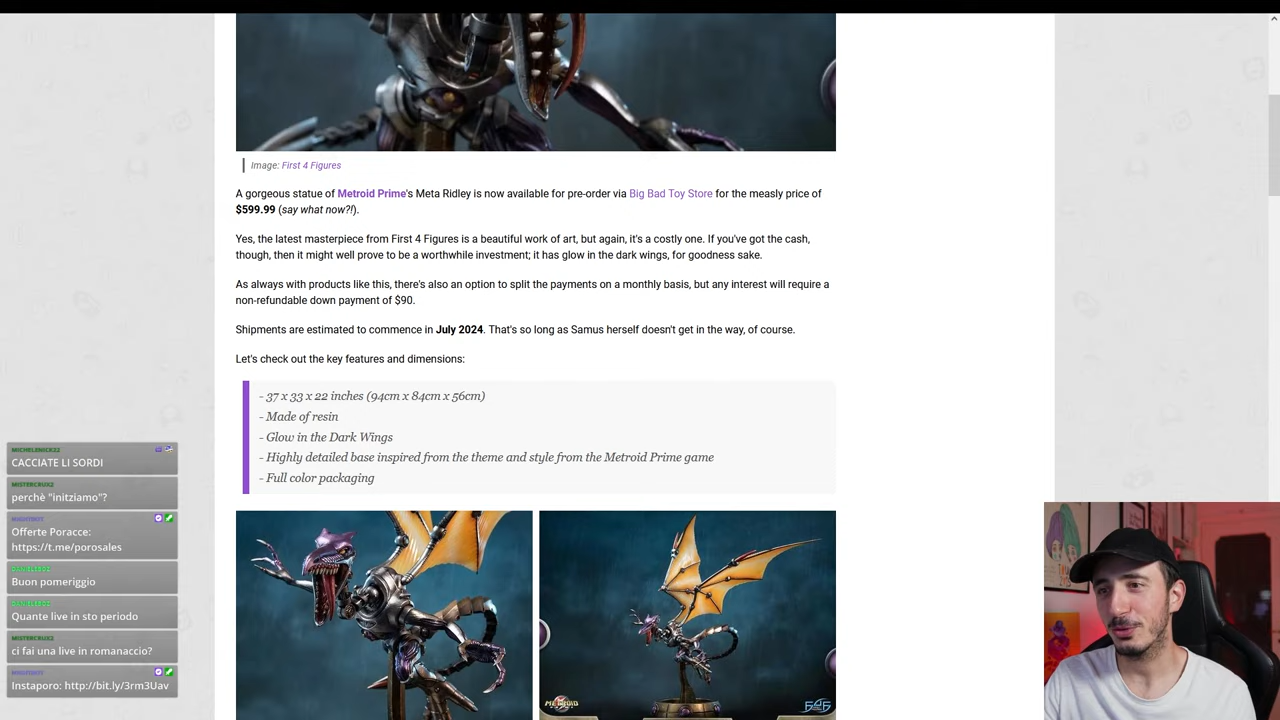 Image: First 4 Figures
A gorgeous statue of Metroid Prime's Meta Ridley is now available for pre-order via Big Bad Toy Store for the measly price of
$599.99 (say what now?!).
Yes, the latest masterpiece from First 4 Figures is a beautiful work of art, but again, it's a costly one. If you've got the cash,
though, then it might well prove to be a worthwhile investment; it has glow in the dark wings, for goodness sake.
As always with products like this, there's also an option to split the payments on a monthly basis, but any interest will require a
non-refundable down payment of $90.
Shipments are estimated to commence in July 2024. That's so long as Samus herself doesn't get in the way, of course.
Let's check out the key features and dimensions:
- 37 x 33 x 22 inches (94cm x 84cm x 56cm)
- Made of resin
- Glow in the Dark Wings
- Highly detailed base inspired from the theme and style from the Metroid Prime game
- Full color packaging
MICHELENICK22
CACCIATE LI SORDI
MISTERCRUX2
perchè "initziamo"?
NIGHTBOT
Offerte Poracce:
https://t.me/porosales
Buon pomeriggio
Quante live in sto periodo
MISTERCRUX2
ci fai una live in romanaccio?
NIGHTBOT
Instaporo: http://bit.ly/3rm3Uav
METROID
F4F